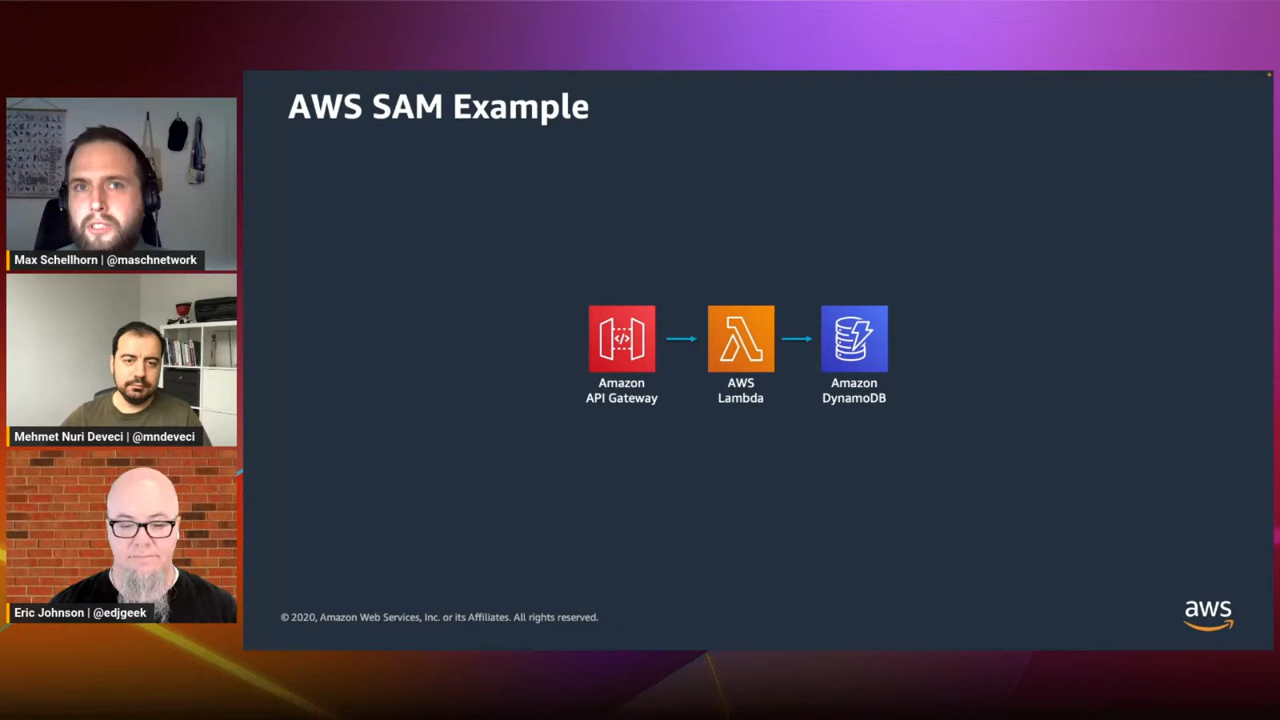 AWS SAM Example
Max Schellhorn | @maschnetwork
Mehmet Nuri Deveci | @mndeveci
Eric Johnson | @edjgeek
Amazon
API Gateway
AWS
Lambda
Amazon
DynamoDB
© 2020, Amazon Web Services, Inc. or its Affiliates. All rights reserved.
aws